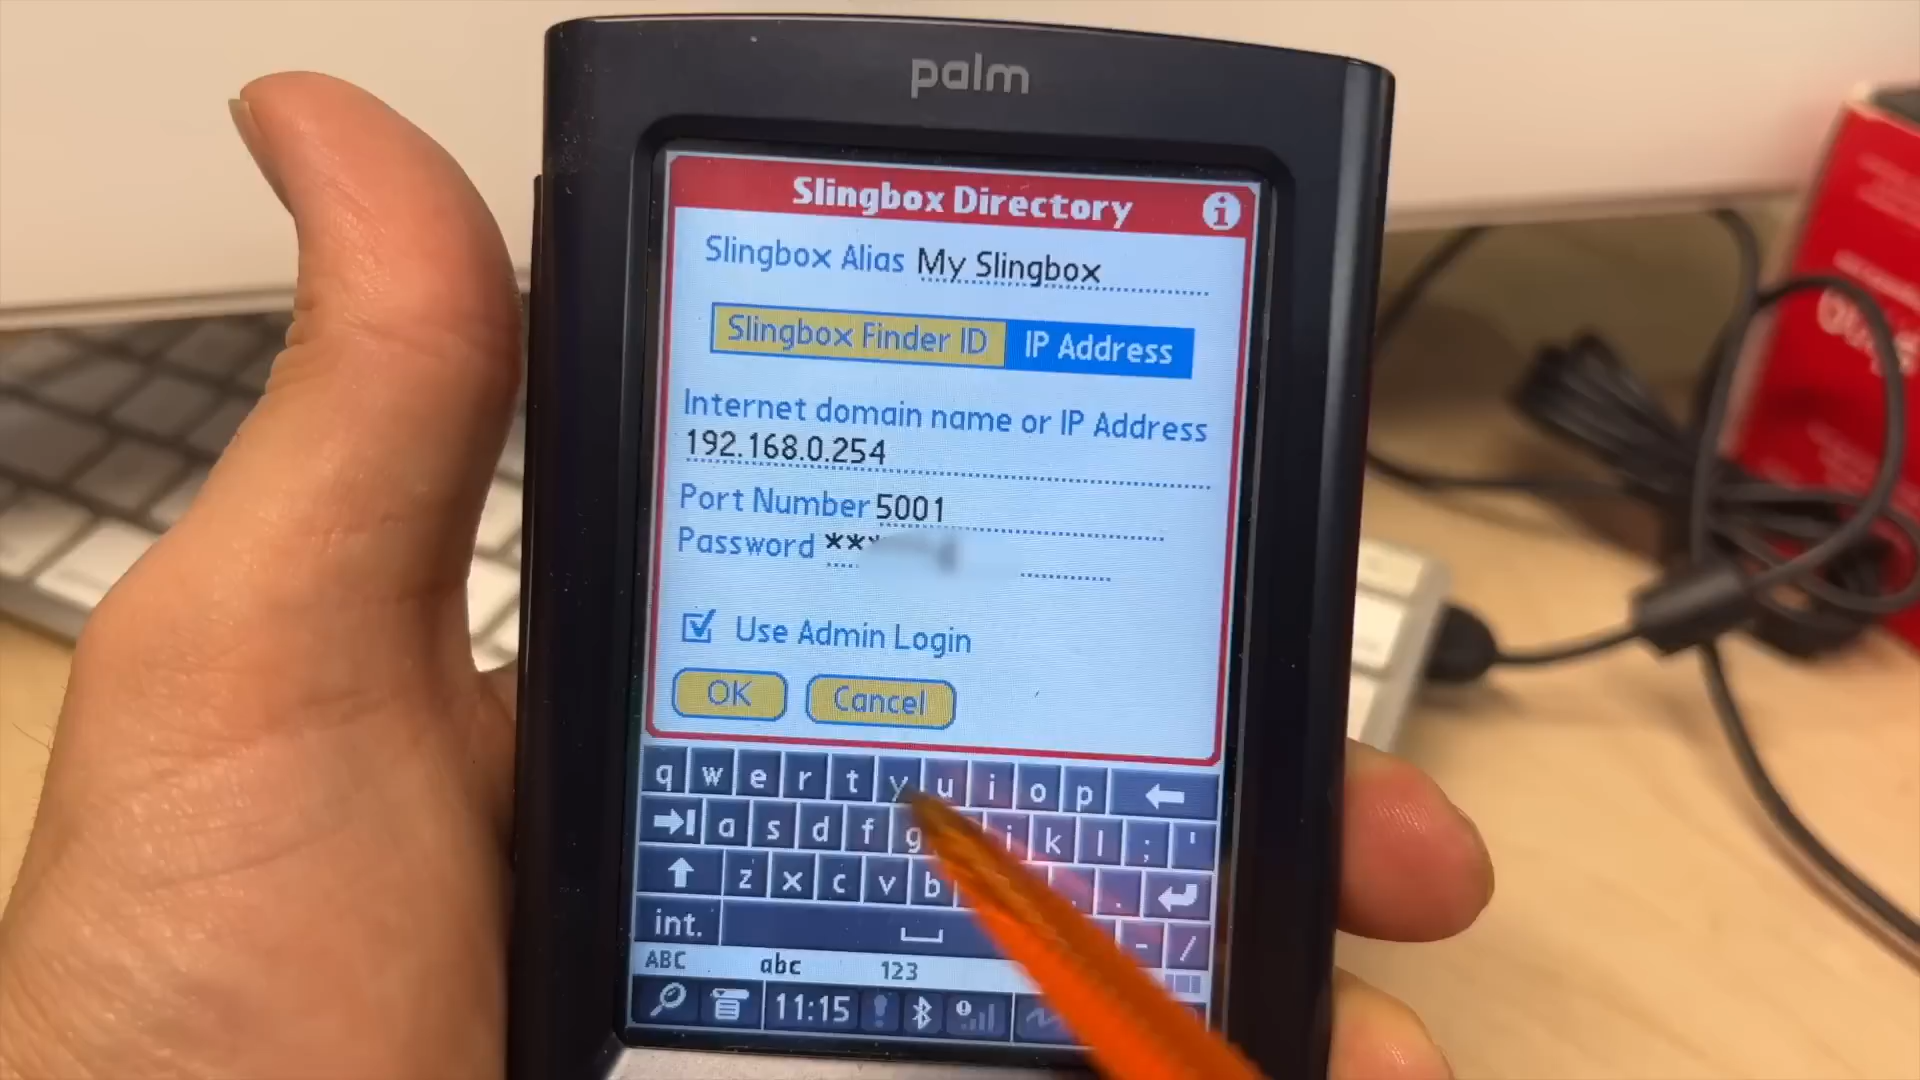 palm
Slingbox Directory i
Slingbox Alias My Slingbox
Slingbox Finder ID IP Address
Internet domain name or IP Address
192.168.0.254
Port Number 5001
Password **
Use Admin Login
OK Cancel
q w e r t y u i o p
a s d f g j k l ; '
z x c v b , .
int. - /
ABC abc 123
11:15